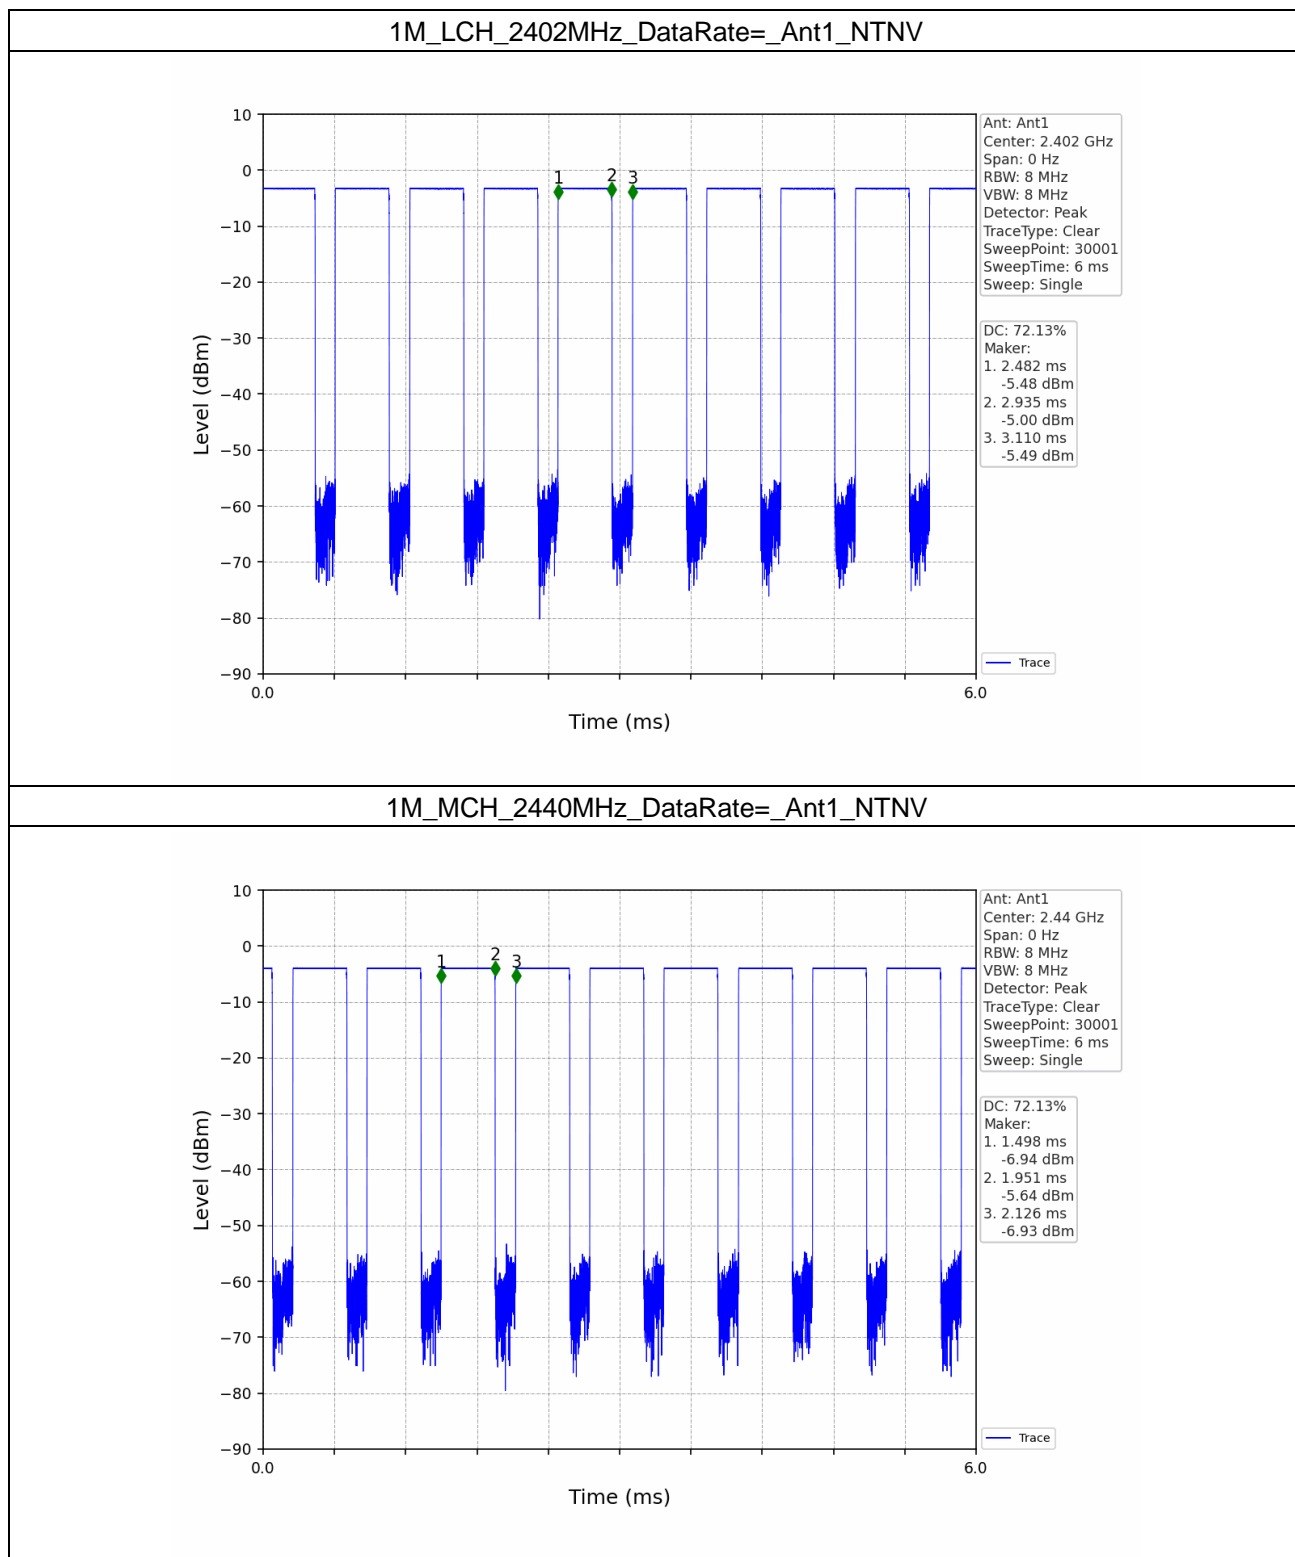 1M_LCH_2402MHz_DataRate=_Ant1_NTNV
10
0
−10
−20
−30
−40
−50
−60
−70
−80
−90
Level (dBm)
1
2
3
0.0
6.0
Time (ms)
Ant: Ant1
Center: 2.402 GHz
Span: 0 Hz
RBW: 8 MHz
VBW: 8 MHz
Detector: Peak
TraceType: Clear
SweepPoint: 30001
SweepTime: 6 ms
Sweep: Single
DC: 72.13%
Maker:
1. 2.482 ms
-5.48 dBm
2. 2.935 ms
-5.00 dBm
3. 3.110 ms
-5.49 dBm
Trace
1M_MCH_2440MHz_DataRate=_Ant1_NTNV
10
0
−10
−20
−30
−40
−50
−60
−70
−80
−90
Level (dBm)
1
2
3
0.0
6.0
Time (ms)
Ant: Ant1
Center: 2.44 GHz
Span: 0 Hz
RBW: 8 MHz
VBW: 8 MHz
Detector: Peak
TraceType: Clear
SweepPoint: 30001
SweepTime: 6 ms
Sweep: Single
DC: 72.13%
Maker:
1. 1.498 ms
-6.94 dBm
2. 1.951 ms
-5.64 dBm
3. 2.126 ms
-6.93 dBm
Trace